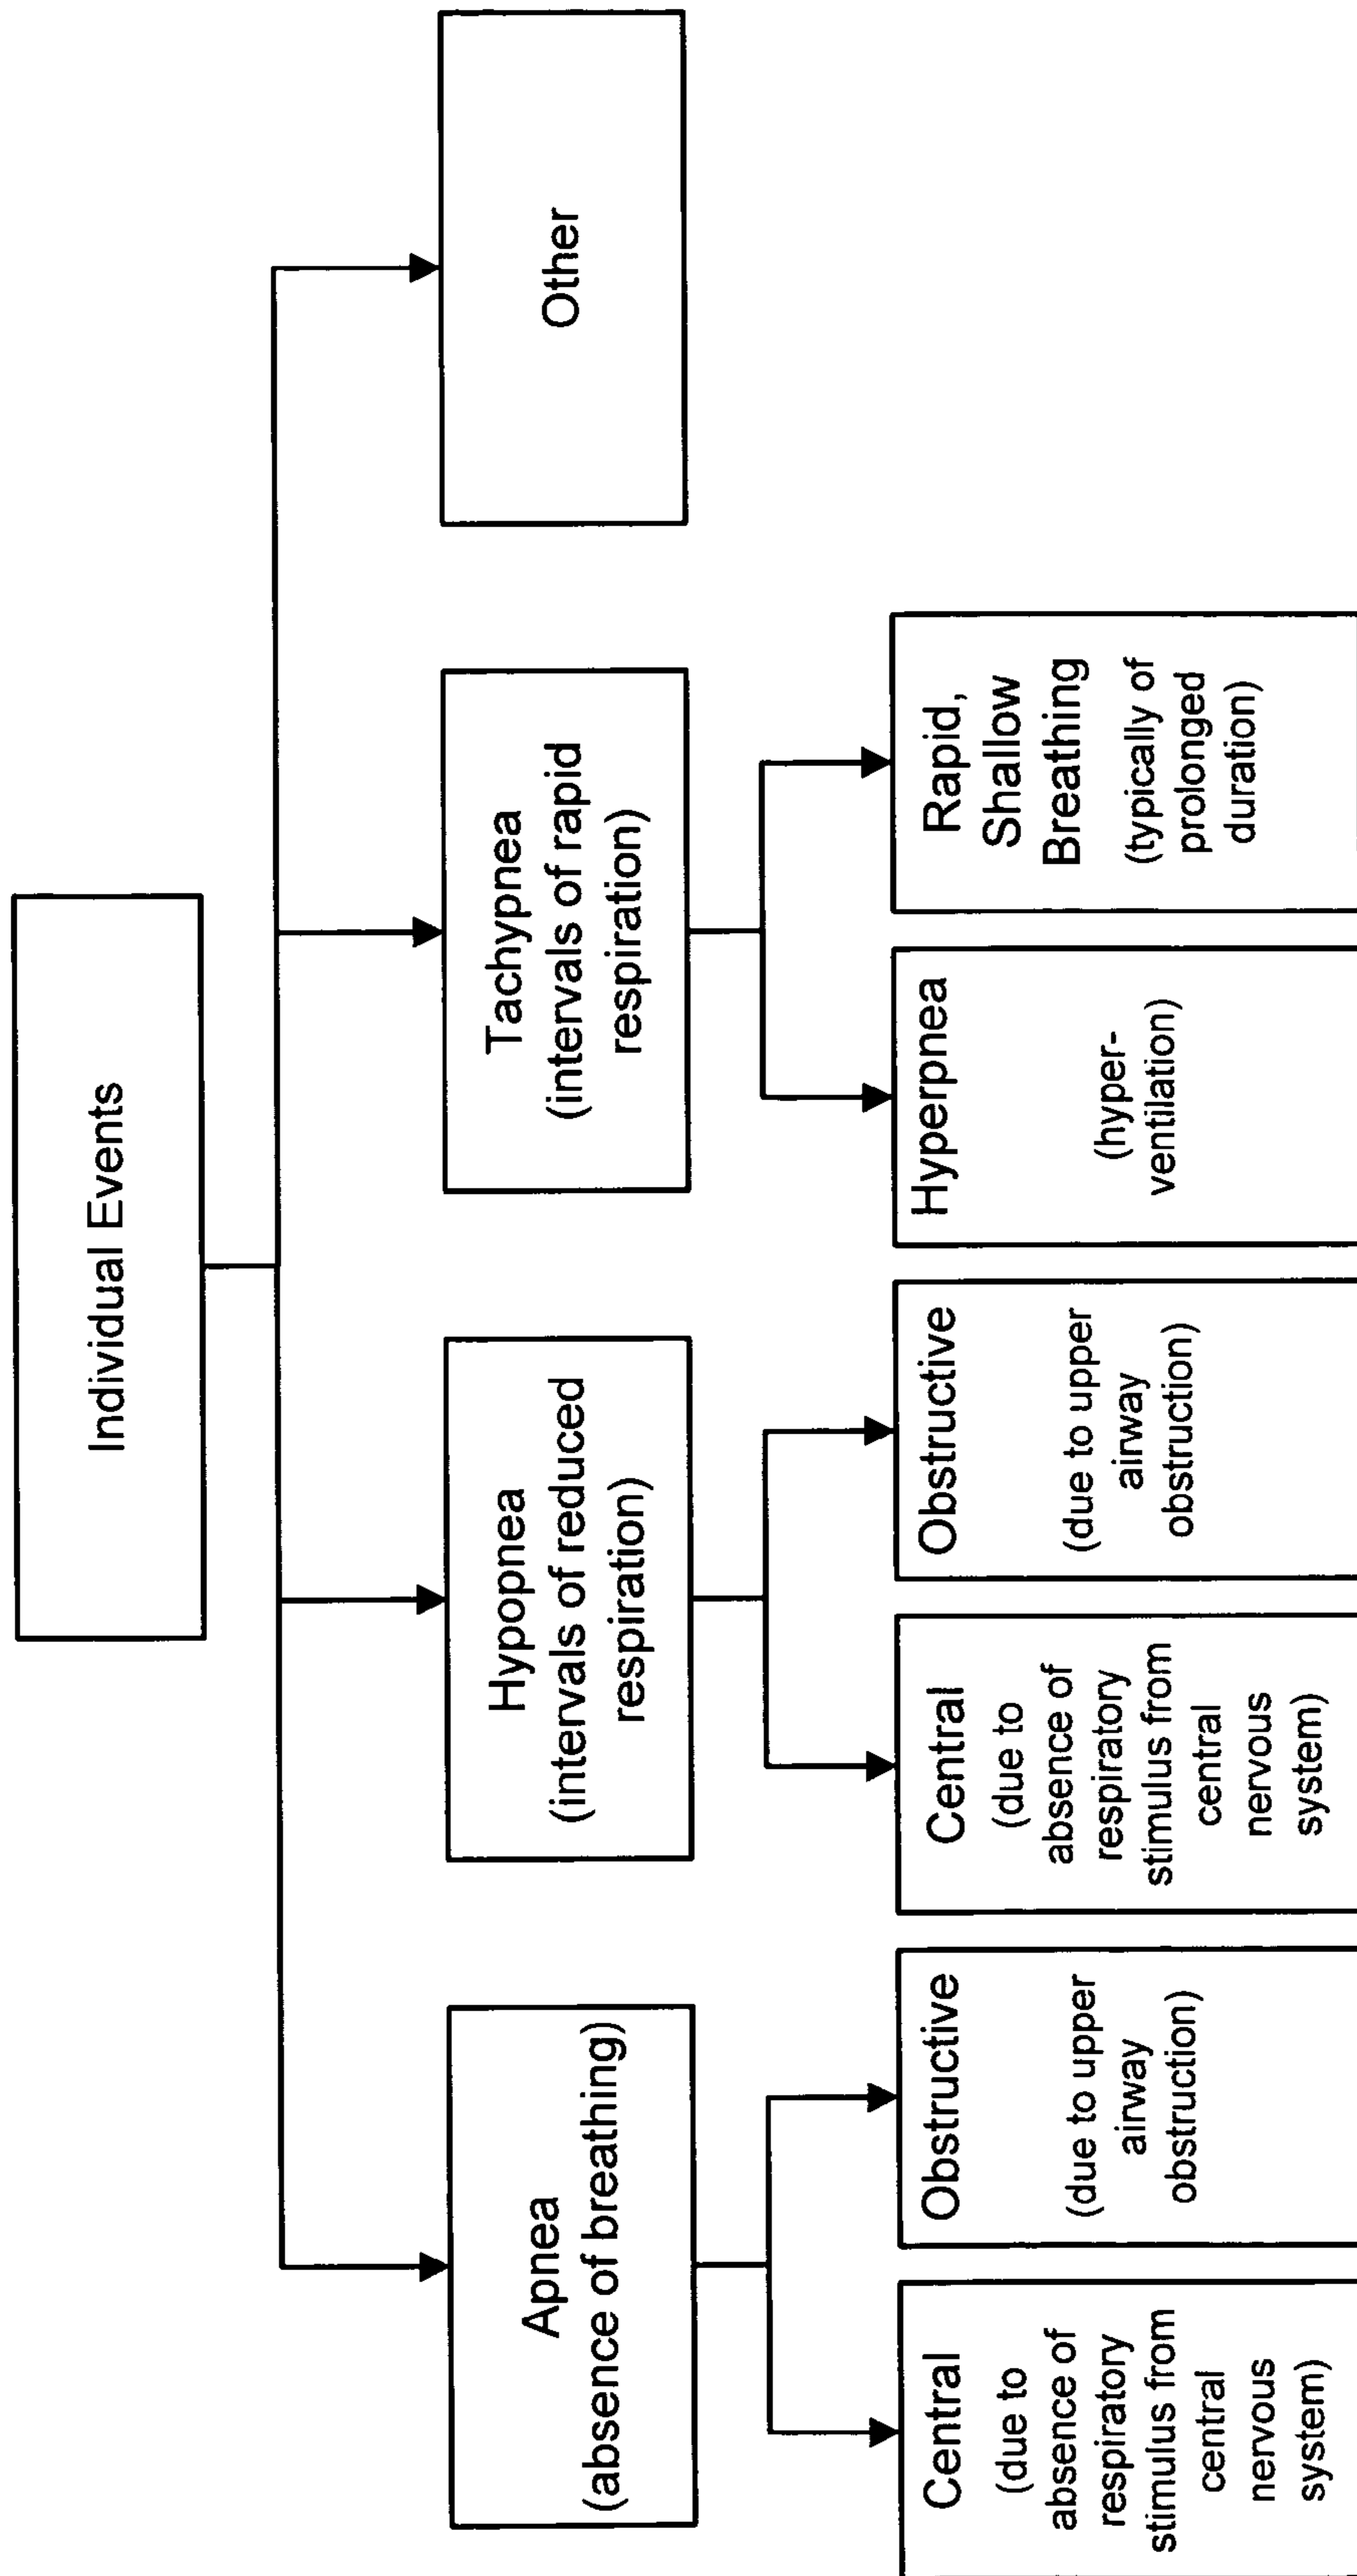 Individual Events
Apnea
(absence of breathing)
Hypopnea
(intervals of reduced
respiration)
Tachypnea
(intervals of rapid
respiration)
Other
Central
(due to
absence of
respiratory
stimulus from
central
nervous
system)
Obstructive
(due to upper
airway
obstruction)
Central
(due to
absence of
respiratory
stimulus from
central
nervous
system)
Obstructive
(due to upper
airway
obstruction)
Hyperpnea
(hyper-
ventilation)
Rapid,
Shallow
Breathing
(typically of
prolonged
duration)